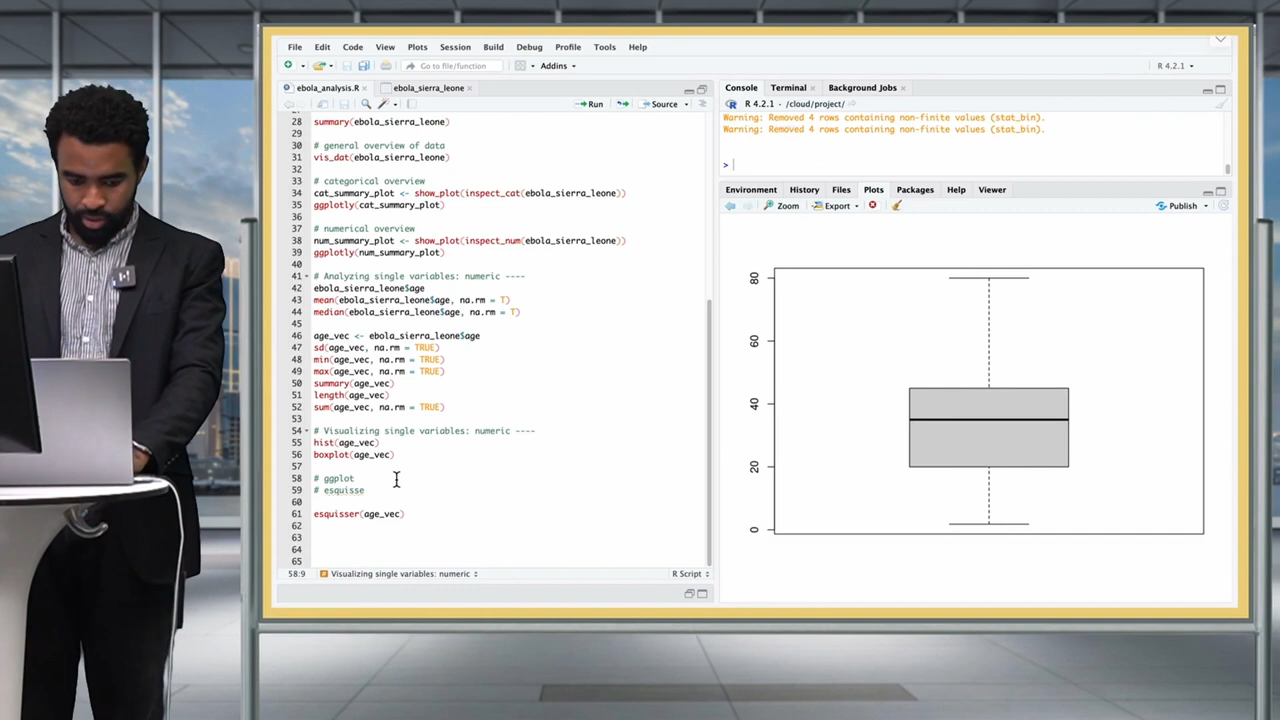 File Edit Code View Plots Session Build Debug Profile Tools Help
Go to file/function Addins R 4.2.1
ebola_analysis.R ebola_sierra_leone
Run Source
28 summary(ebola_sierra_leone)
29
30 # general overview of data
31 vis_dat(ebola_sierra_leone)
32
33 # categorical overview
34 cat_summary_plot <- show_plot(inspect_cat(ebola_sierra_leone))
35 ggplotly(cat_summary_plot)
36
37 # numerical overview
38 num_summary_plot <- show_plot(inspect_num(ebola_sierra_leone))
39 ggplotly(num_summary_plot)
40
41 # Analyzing single variables: numeric ----
42 ebola_sierra_leone$age
43 mean(ebola_sierra_leone$age, na.rm = T)
44 median(ebola_sierra_leone$age, na.rm = T)
45
46 age_vec <- ebola_sierra_leone$age
47 sd(age_vec, na.rm = TRUE)
48 min(age_vec, na.rm = TRUE)
49 max(age_vec, na.rm = TRUE)
50 summary(age_vec)
51 length(age_vec)
52 sum(age_vec, na.rm = TRUE)
53
54 # Visualizing single variables: numeric ----
55 hist(age_vec)
56 boxplot(age_vec)
57
58 # ggplot
59 # esquisse
60
61 esquisser(age_vec)
62
63
64
65
58:9 # Visualizing single variables: numeric R Script
Console Terminal Background Jobs
R 4.2.1 · /cloud/project/
Warning: Removed 4 rows containing non-finite values (stat_bin).
Warning: Removed 4 rows containing non-finite values (stat_bin).
>
Environment History Files Plots Packages Help Viewer
Zoom Export Publish
80
60
40
20
0